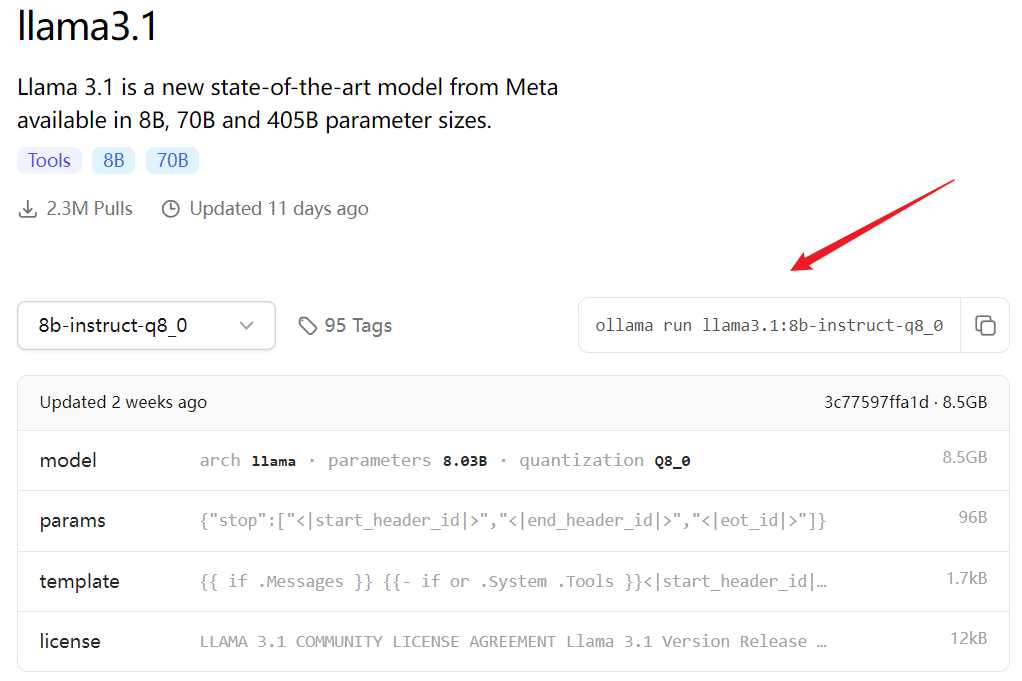 llama3.1
Llama 3.1 is a new state-of-the-art model from Meta
available in 8B, 70B and 405B parameter sizes.
Tools 8B 70B
2.3M Pulls Updated 11 days ago
8b-instruct-q8_0 95 Tags ollama run llama3.1:8b-instruct-q8_0
Updated 2 weeks ago 3c77597ffa1d · 8.5GB
model arch llama · parameters 8.03B · quantization Q8_0 8.5GB
params {"stop":["<|start_header_id|>","<|end_header_id|>","<|eot_id|>"]} 96B
template {{ if .Messages }} {{- if or .System .Tools }}<|start_header_id|… 1.7kB
license LLAMA 3.1 COMMUNITY LICENSE AGREEMENT Llama 3.1 Version Release … 12kB